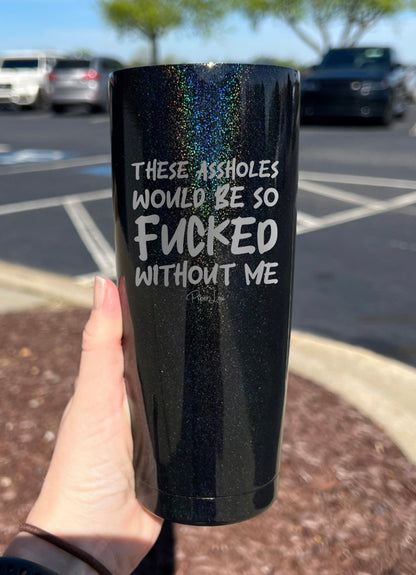 THESE ASSHOLES
WOULD BE SO
FUCKED
WITHOUT ME